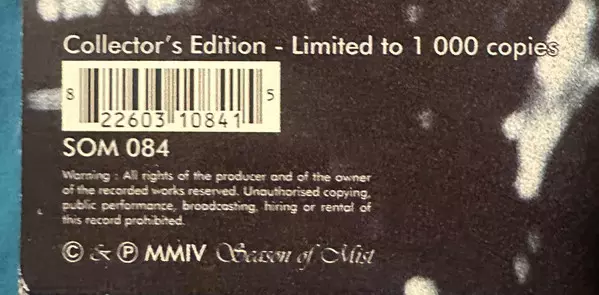 Collector's Edition - Limited to 1 000 copies
8 22603 10841 5
SOM 084
Warning : All rights of the producer and of the owner
of the recorded works reserved. Unauthorised copying,
public performance, broadcasting, hiring or rental of
this record prohibited.
© & ℗ MMIV Season of Mist